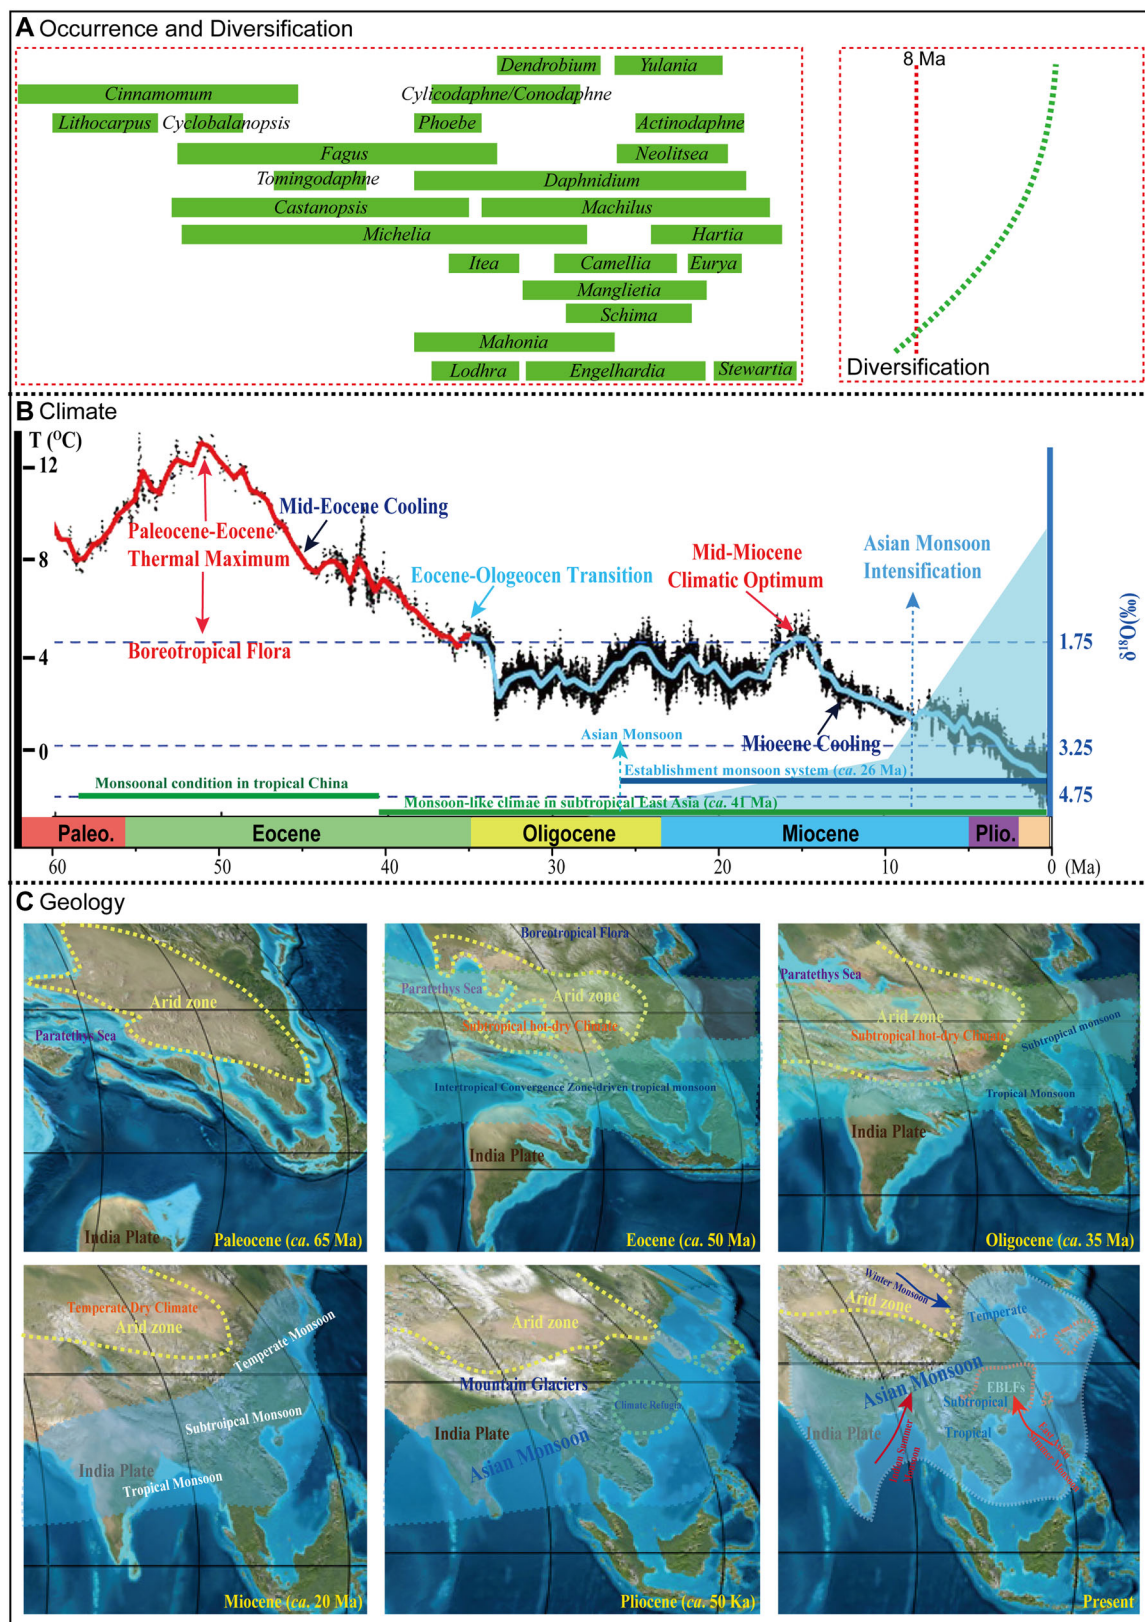 A Occurrence and Diversification
Dendrobium Yulania
Cinnamomum Cylicodaphne/Conodaphne
Lithocarpus Cyclobalanopsis Phoebe Actinodaphne
Fagus Neolitsea
Tomingodaphne Daphnidium
Castanopsis Machilus
Michelia Hartia
Itea Camellia Eurya
Manglietia
Schima
Mahonia
Lodhra Engelhardia Stewartia
8 Ma
Diversification
B Climate
T (°C)
12
8
4
0
Mid-Eocene Cooling
Paleocene-Eocene
Thermal Maximum
Boreotropical Flora
Eocene-Ologeocen Transition
Mid-Miocene
Climatic Optimum
Asian Monsoon
Intensification
Asian Monsoon
Miocene Cooling
Establishment monsoon system (ca. 26 Ma)
Monsoonal condition in tropical China
Monsoon-like climae in subtropical East Asia (ca. 41 Ma)
1.75
3.25
4.75
δ18O(‰)
Paleo. Eocene Oligocene Miocene Plio.
60 50 40 30 20 10 0 (Ma)
C Geology
Arid zone
Paratethys Sea
India Plate
Paleocene (ca. 65 Ma)
Boreotropical Flora
Paratethys Sea
Arid zone
Subtropical hot-dry Climate
Intertropical Convergence Zone-driven tropical monsoon
India Plate
Eocene (ca. 50 Ma)
Paratethys Sea
Arid zone
Subtropical hot-dry Climate
Subtropical monsoon
Tropical Monsoon
India Plate
Oligocene (ca. 35 Ma)
Temperate Dry Climate
Arid zone
Temperate Monsoon
Subtroipcal Monsoon
India Plate
Tropical Monsoon
Miocene (ca. 20 Ma)
Arid zone
Mountain Glaciers
Climate Refugia
India Plate
Asian Monsoon
Pliocene (ca. 50 Ka)
Winter Monsoon
Arid zone
Temperate
Asian Monsoon
EBLFs
Subtropical
India Plate
Tropical
Present